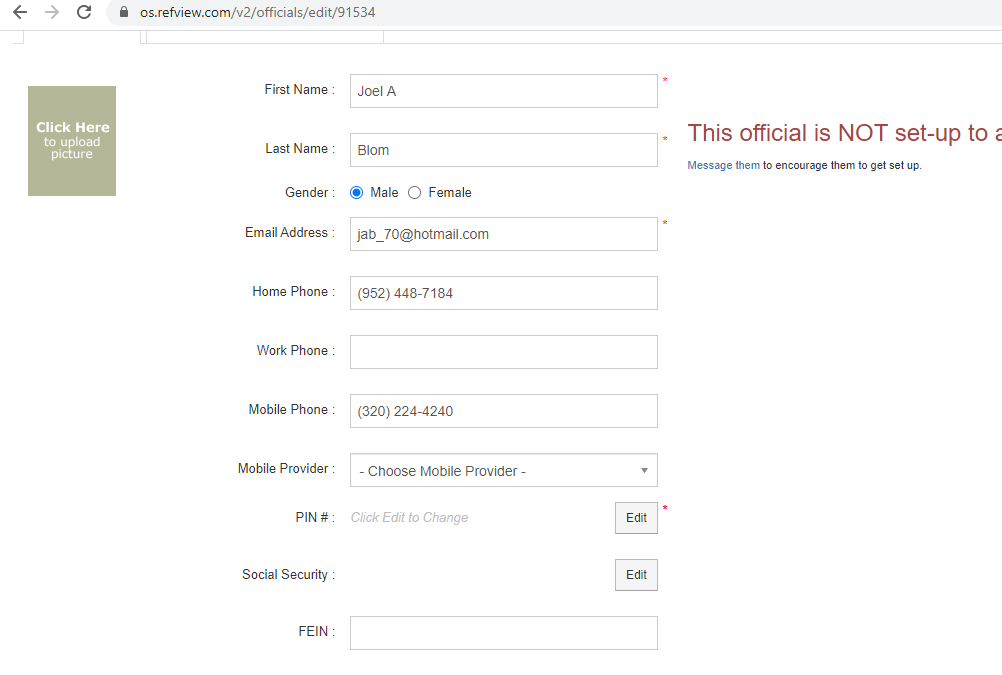 os.refview.com/v2/officials/edit/91534
Click Here
to upload
picture
First Name :
Joel A
*
Last Name :
Blom
*
This official is NOT set-up to a
Message them to encourage them to get set up.
Gender :
Male
Female
Email Address :
jab_70@hotmail.com
*
Home Phone :
(952) 448-7184
Work Phone :
Mobile Phone :
(320) 224-4240
Mobile Provider :
- Choose Mobile Provider -
PIN # :
Click Edit to Change
Edit
*
Social Security :
Edit
FEIN :